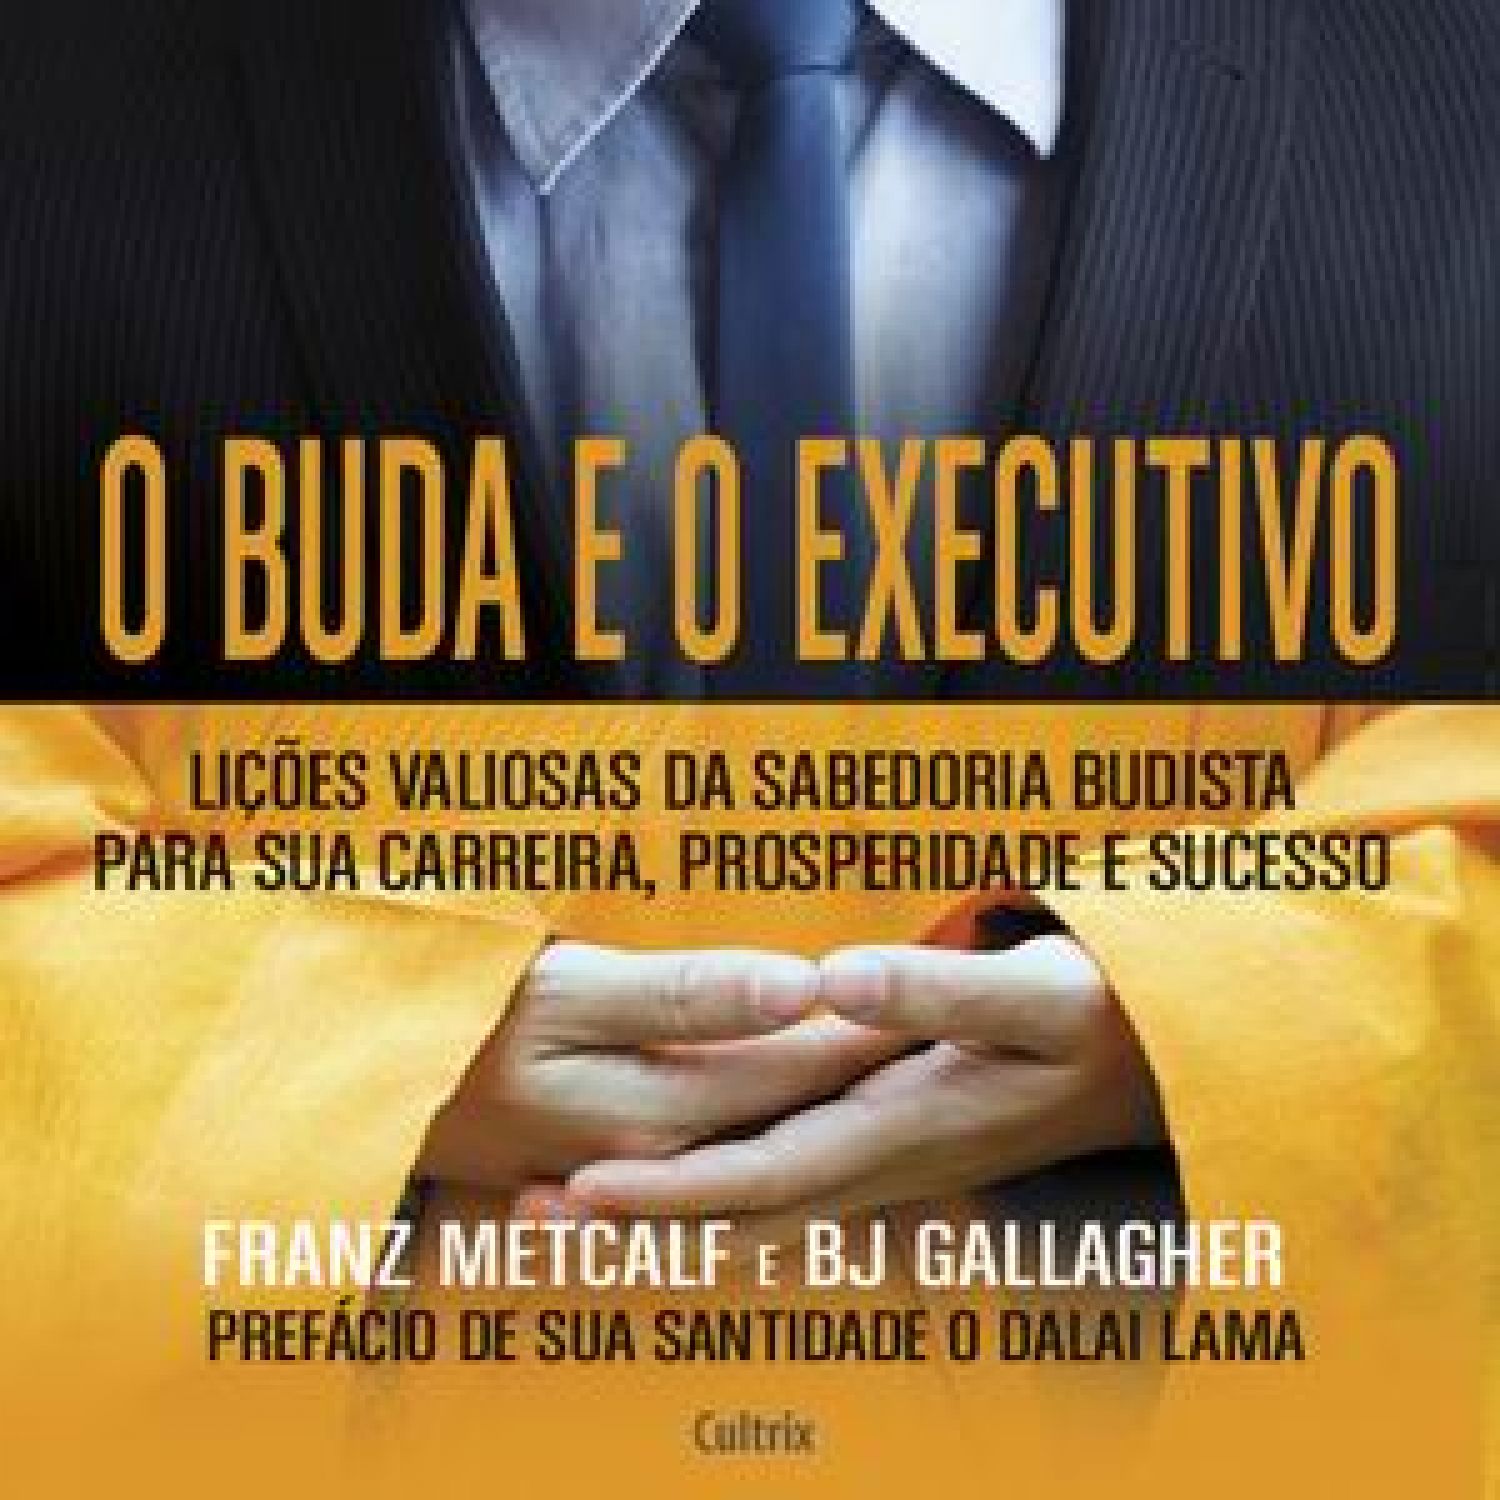 O BUDA E O EXECUTIVO
LIÇÕES VALIOSAS DA SABEDORIA BUDISTA
PARA SUA CARREIRA, PROSPERIDADE E SUCESSO
FRANZ METCALF E BJ GALLAGHER
PREFÁCIO DE SUA SANTIDADE O DALAI LAMA
Cultrix